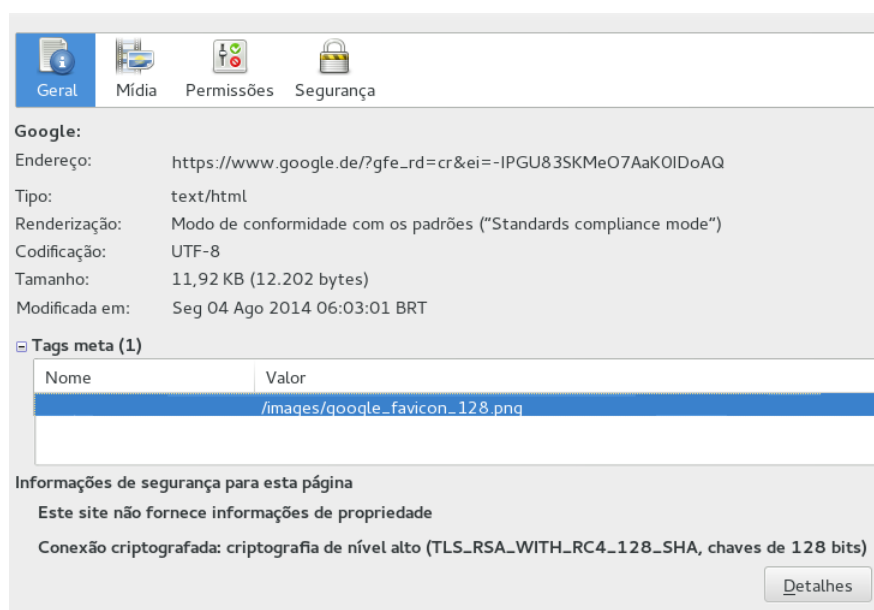 Geral Mídia Permissões Segurança
Google:
Endereço: https://www.google.de/?gfe_rd=cr&ei=-IPGU83SKMeO7AaK0IDoAQ
Tipo: text/html
Renderização: Modo de conformidade com os padrões ("Standards compliance mode")
Codificação: UTF-8
Tamanho: 11,92 KB (12.202 bytes)
Modificada em: Seg 04 Ago 2014 06:03:01 BRT
Tags meta (1)
Nome Valor
/images/google_favicon_128.png
Informações de segurança para esta página
Este site não fornece informações de propriedade
Conexão criptografada: criptografia de nível alto (TLS_RSA_WITH_RC4_128_SHA, chaves de 128 bits)
Detalhes